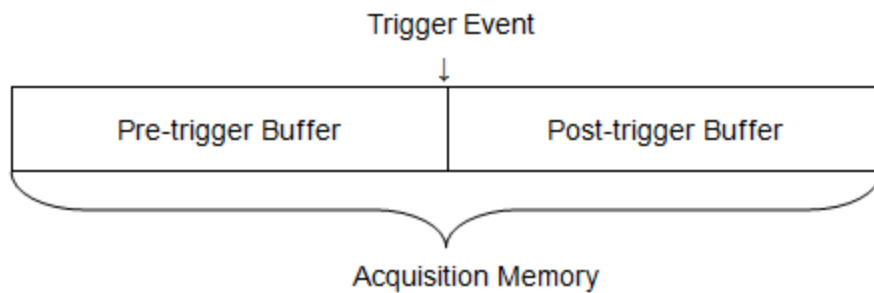 Trigger Event
↓
Pre-trigger Buffer
Post-trigger Buffer
Acquisition Memory